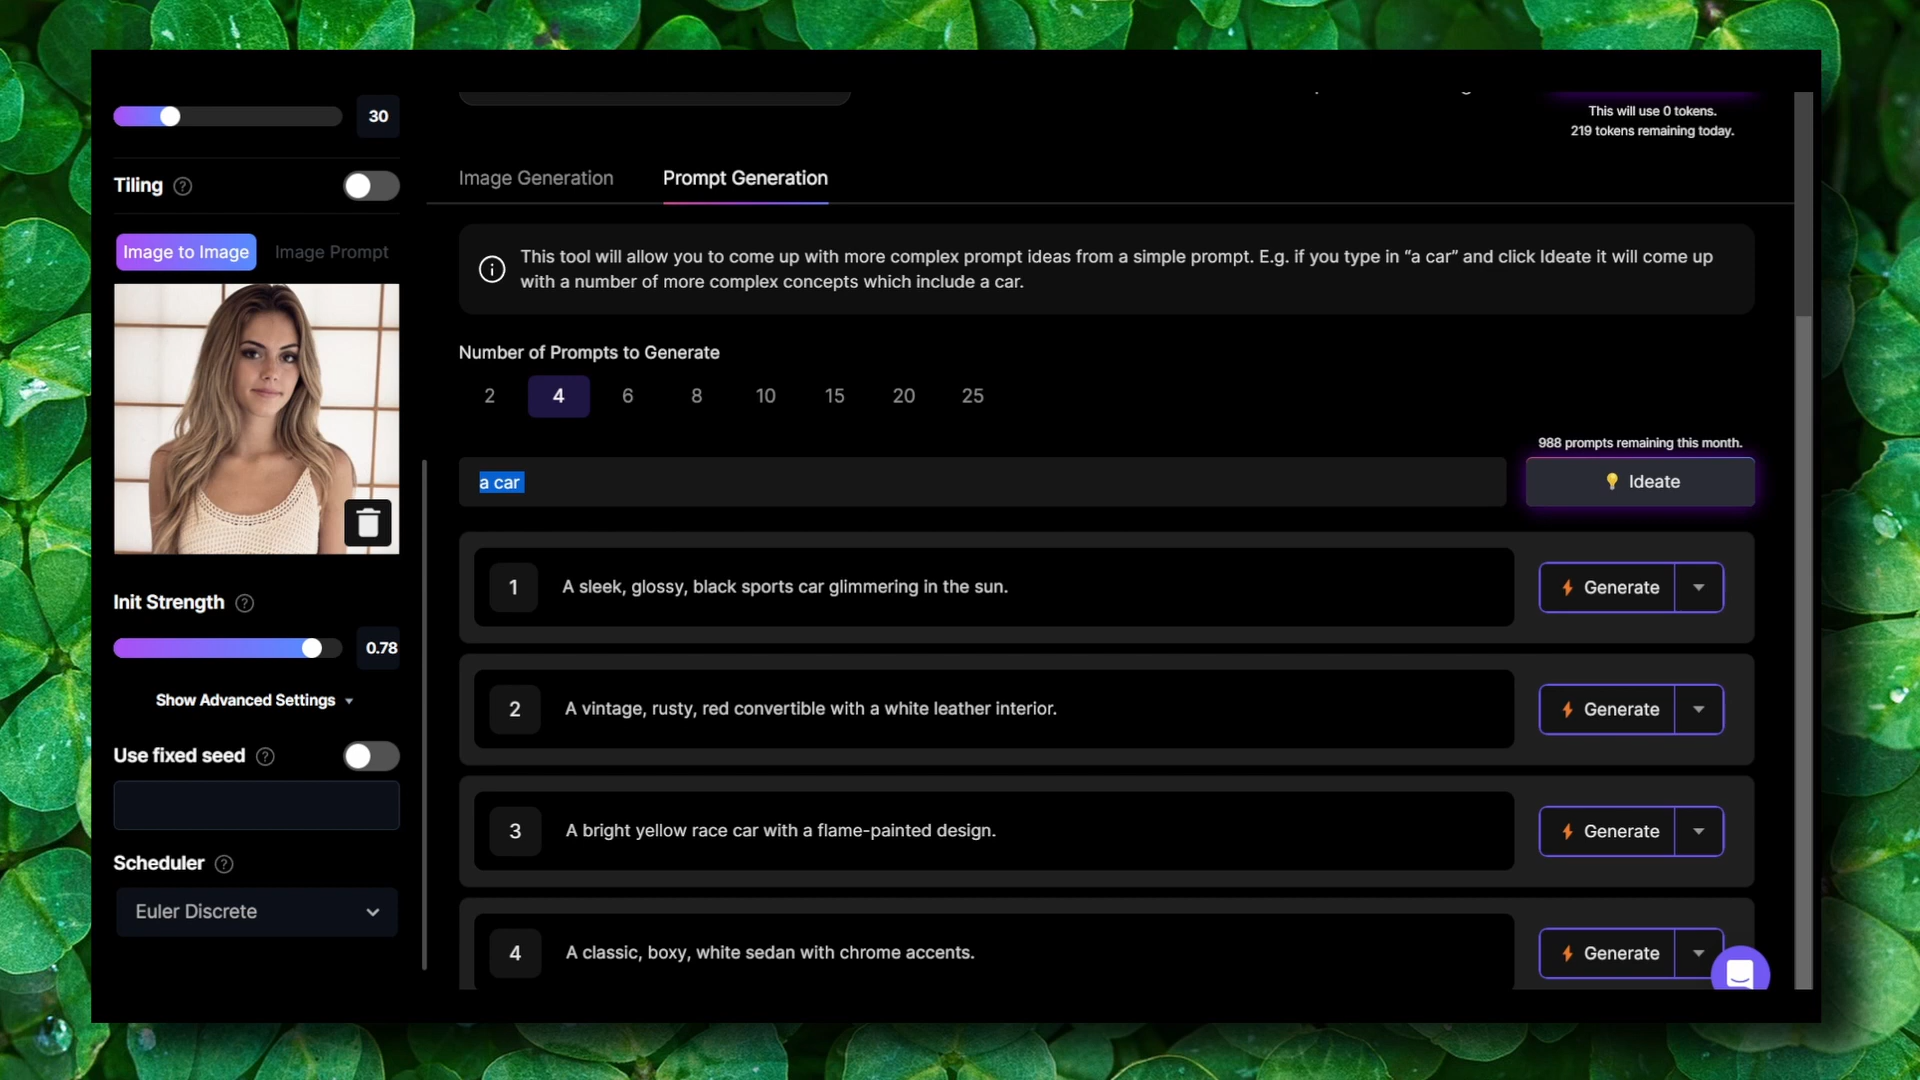 This will use 0 tokens.
30
219 tokens remaining today.
Tiling
Image Generation
Prompt Generation
Image to Image
Image Prompt
This tool will allow you to come up with more complex prompt ideas from a simple prompt. E.g. if you type in “a car” and click Ideate it will come up
with a number of more complex concepts which include a car.
Number of Prompts to Generate
2 4 6 8 10 15 20 25
988 prompts remaining this month.
a car
Ideate
1 A sleek, glossy, black sports car glimmering in the sun. Generate
Init Strength
0.78
2 A vintage, rusty, red convertible with a white leather interior. Generate
Show Advanced Settings
Use fixed seed
3 A bright yellow race car with a flame-painted design. Generate
Scheduler
Euler Discrete
4 A classic, boxy, white sedan with chrome accents. Generate